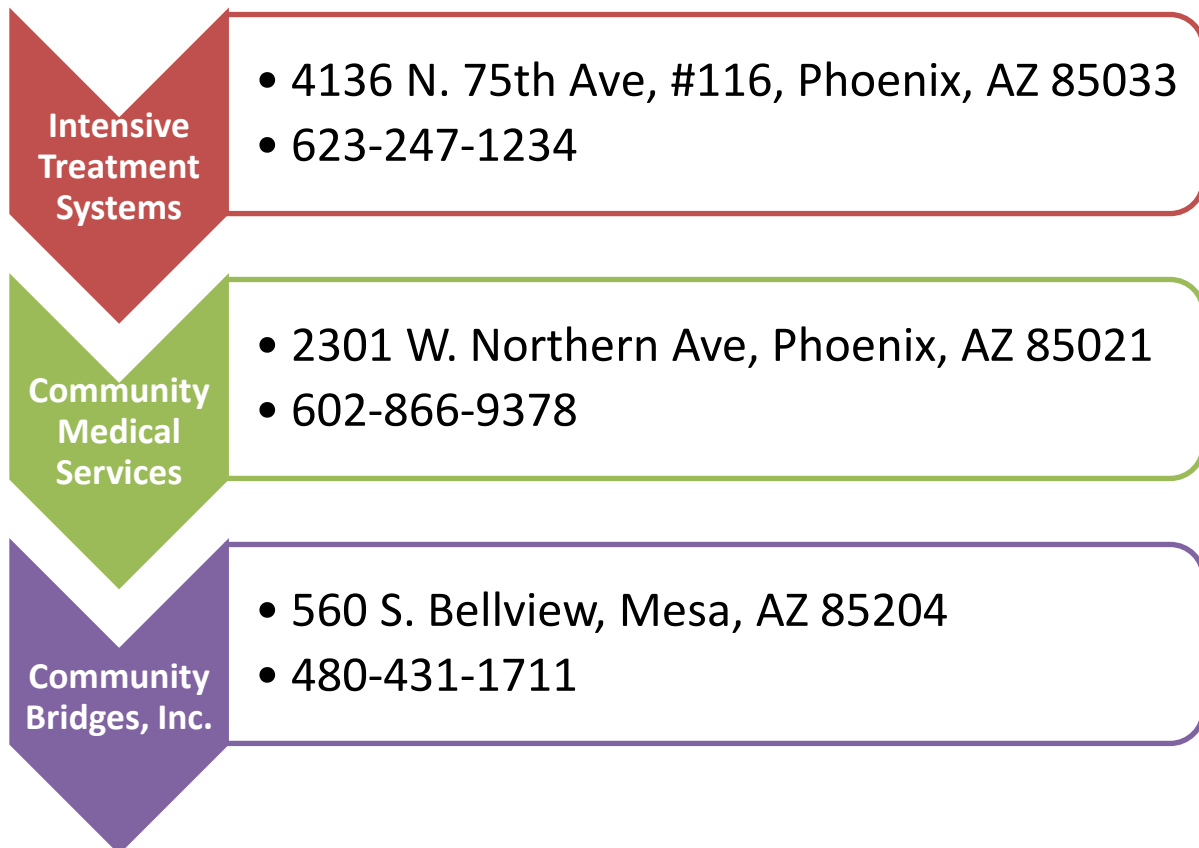 Intensive
Treatment
Systems
• 4136 N. 75th Ave, #116, Phoenix, AZ 85033
• 623-247-1234
Community
Medical
Services
• 2301 W. Northern Ave, Phoenix, AZ 85021
• 602-866-9378
Community
Bridges, Inc.
• 560 S. Bellview, Mesa, AZ 85204
• 480-431-1711